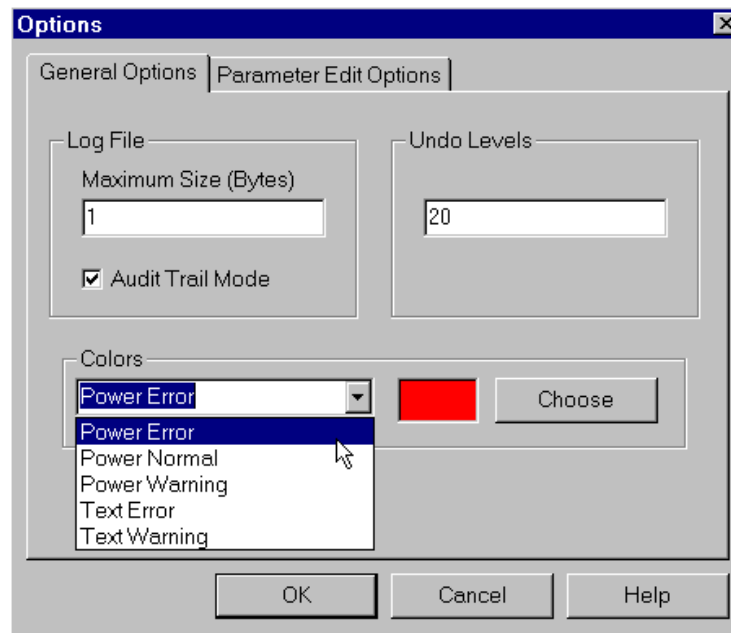 Options
General Options
Parameter Edit Options
Log File
Maximum Size (Bytes)
1
Audit Trail Mode
Undo Levels
20
Colors
Power Error
Choose
Power Error
Power Normal
Power Warning
Text Error
Text Warning
OK
Cancel
Help